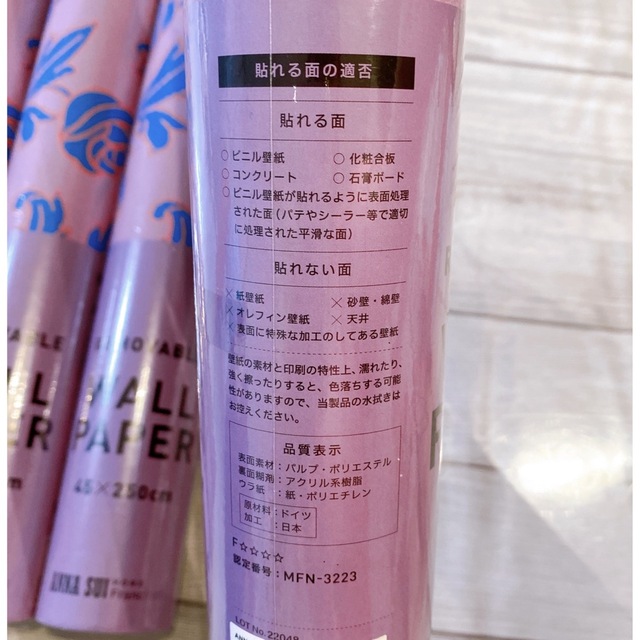 貼れる面の適否
貼れる面
○ ビニル壁紙 ○ 化粧合板
○ コンクリート ○ 石膏ボード
○ ビニル壁紙が貼れるように表面処理
された面(パテやシーラー等で適切
に処理された平滑な面)
貼れない面
× 紙壁紙 × 砂壁・綿壁
× オレフィン壁紙 × 天井
× 表面に特殊な加工のしてある壁紙
壁紙の素材と印刷の特性上、濡れたり、
強く擦ったりすると、色落ちする可能
性がありますので、当製品の水拭きは
お控えください。
品質表示
表面素材：パルプ・ポリエステル
裏面糊剤：アクリル系樹脂
ウラ紙：紙・ポリエチレン
原材料：ドイツ
加工：日本
F☆☆☆☆
認定番号：MFN-3223
LOT No.22048
REMOVABLE
WALL
PAPER
45×250cm
ANNA SUI
ABLE
LL
PER